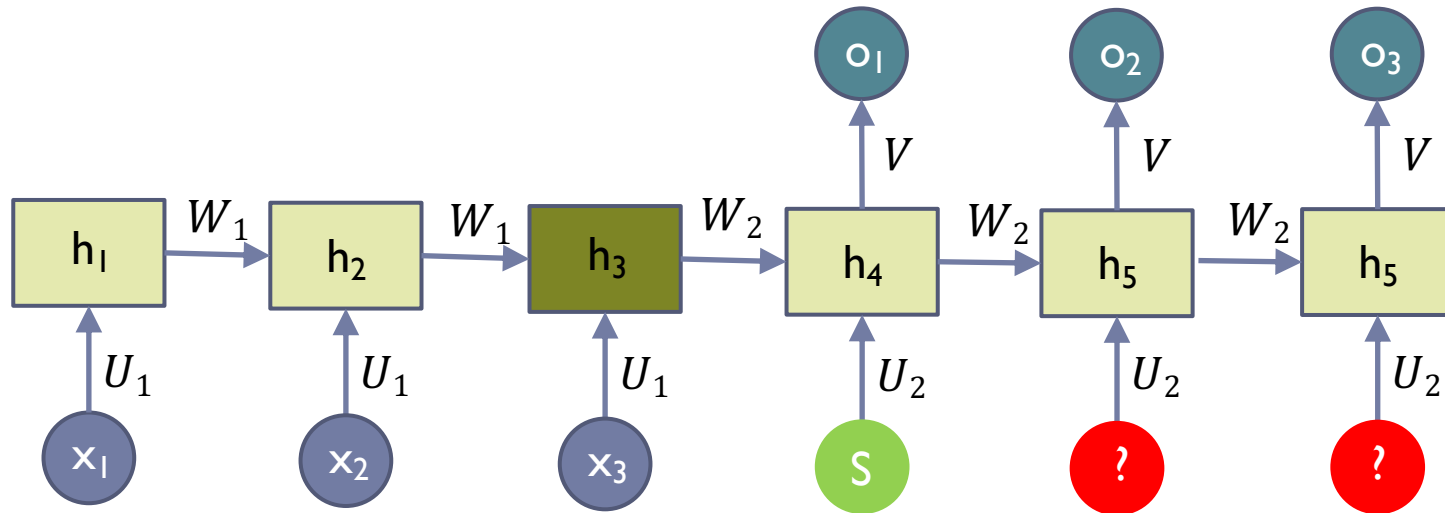 o₁ o₂ o₃
V V V
W₁ W₁ W₂ W₂ W₂
h₁ h₂ h₃ h₄ h₅ h₅
U₁ U₁ U₁ U₂ U₂ U₂
x₁ x₂ x₃ S ? ?